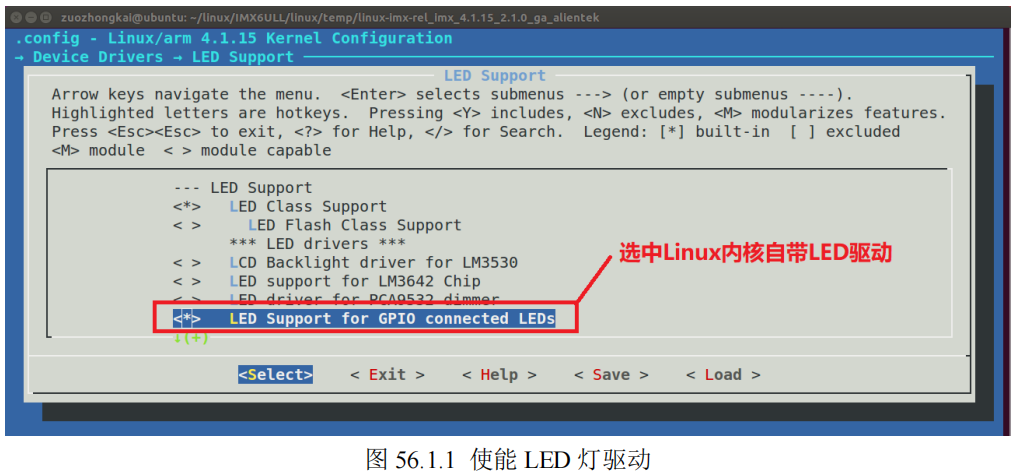 zuozhongkai@ubuntu: ~/linux/IMX6ULL/linux/temp/linux-imx-rel_imx_4.1.15_2.1.0_ga_alientek
.config - Linux/arm 4.1.15 Kernel Configuration
→ Device Drivers → LED Support
LED Support
Arrow keys navigate the menu.  <Enter> selects submenus ---> (or empty submenus ----).
Highlighted letters are hotkeys.  Pressing <Y> includes, <N> excludes, <M> modularizes features.
Press <Esc><Esc> to exit, <?> for Help, </> for Search.  Legend: [*] built-in  [ ] excluded
<M> module  < > module capable
--- LED Support
<*>   LED Class Support
< >     LED Flash Class Support
*** LED drivers ***
< >   LCD Backlight driver for LM3530
< >   LED support for LM3642 Chip
< >   LED driver for PCA9532 dimmer
<*>   LED Support for GPIO connected LEDs
↓(+)
选中Linux内核自带LED驱动
<Select>    < Exit >    < Help >    < Save >    < Load >
图 56.1.1 使能 LED 灯驱动